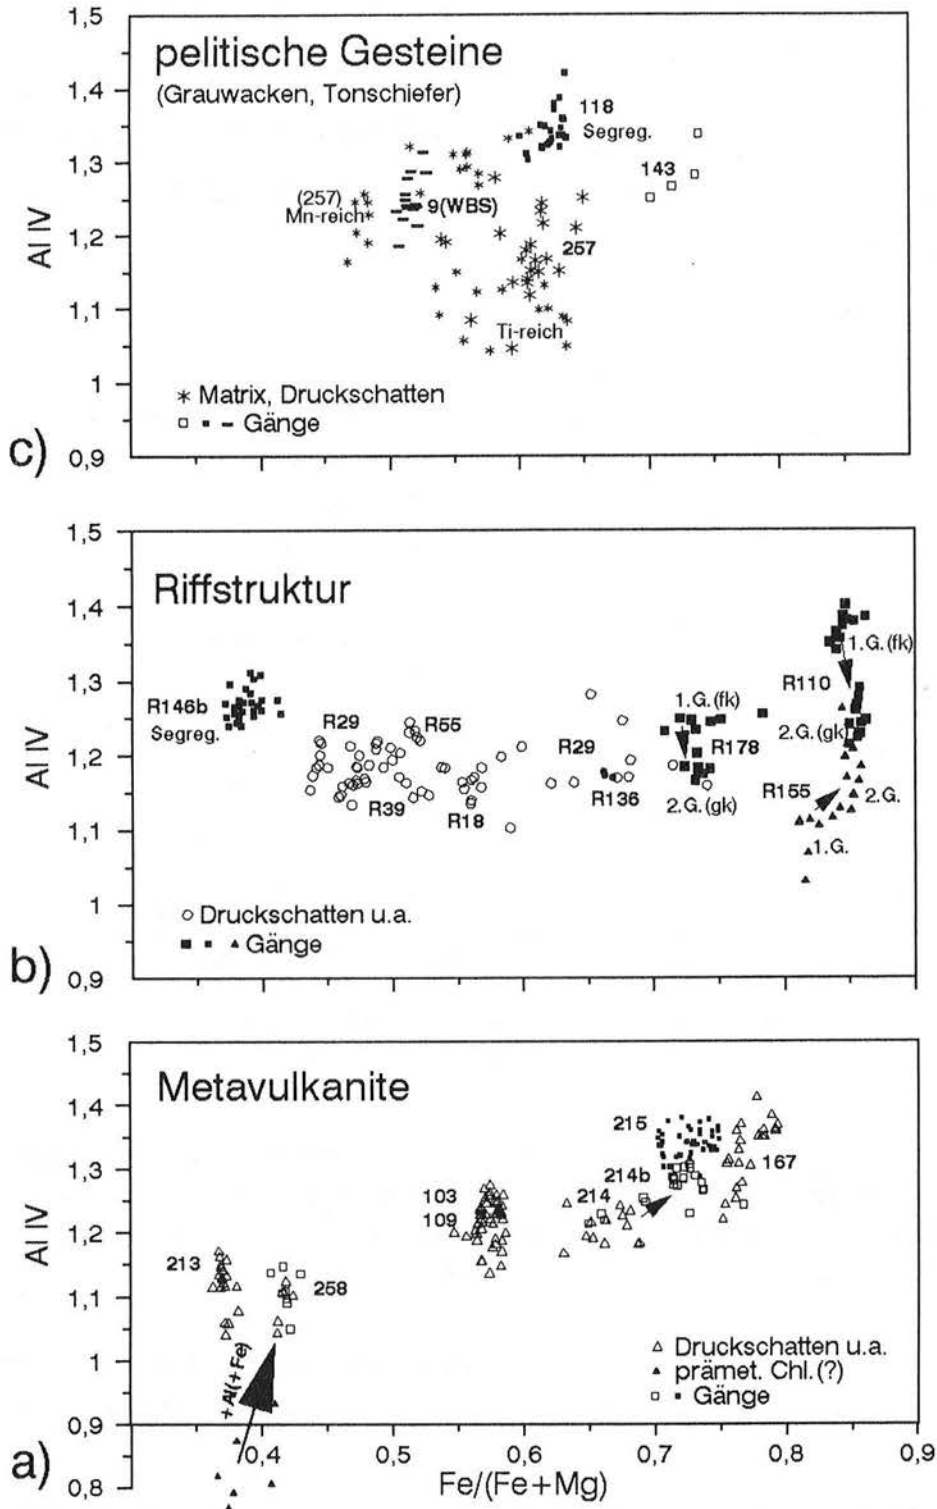 1,5
pelitische Gesteine
(Grauwacken, Tonschiefer)
1,4
118
Segreg.
1,3
143
(257)
Mn-reich
9(WBS)
Al IV
1,2
257
1,1
Ti-reich
1
Matrix, Druckschatten
Gänge
c)
0,9
1,5
Riffstruktur
1,4
1.G.(fk)
1,3
R146b
Segreg.
R29
R55
1.G.(fk)
R110
2.G.(gk)
Al IV
1,2
R29
R178
R39
R18
R136
2.G.(gk)
R155
2.G.
1,1
1.G.
1
Druckschatten u.a.
Gänge
b)
0,9
1,5
Metavulkanite
1,4
215
1,3
214b
167
103
214
109
Al IV
1,2
213
258
1,1
+Al(+Fe)
1
Druckschatten u.a.
prämet. Chl.(?)
Gänge
0,9
a)
0,8
0,4
0,5
0,6
0,7
0,8
0,9
Fe/(Fe+Mg)